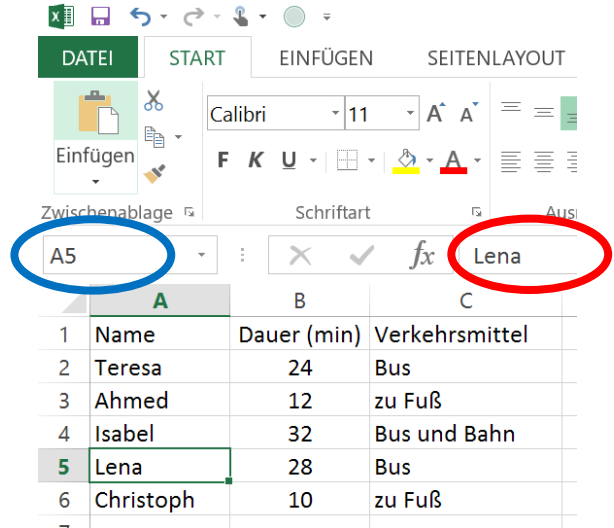 DATEI START EINFÜGEN SEITENLAYOUT
Calibri 11 A A
Einfügen F K U A
Zwischenablage Schriftart
A5 fx Lena
A B C
1 Name Dauer (min) Verkehrsmittel
2 Teresa 24 Bus
3 Ahmed 12 zu Fuß
4 Isabel 32 Bus und Bahn
5 Lena 28 Bus
6 Christoph 10 zu Fuß